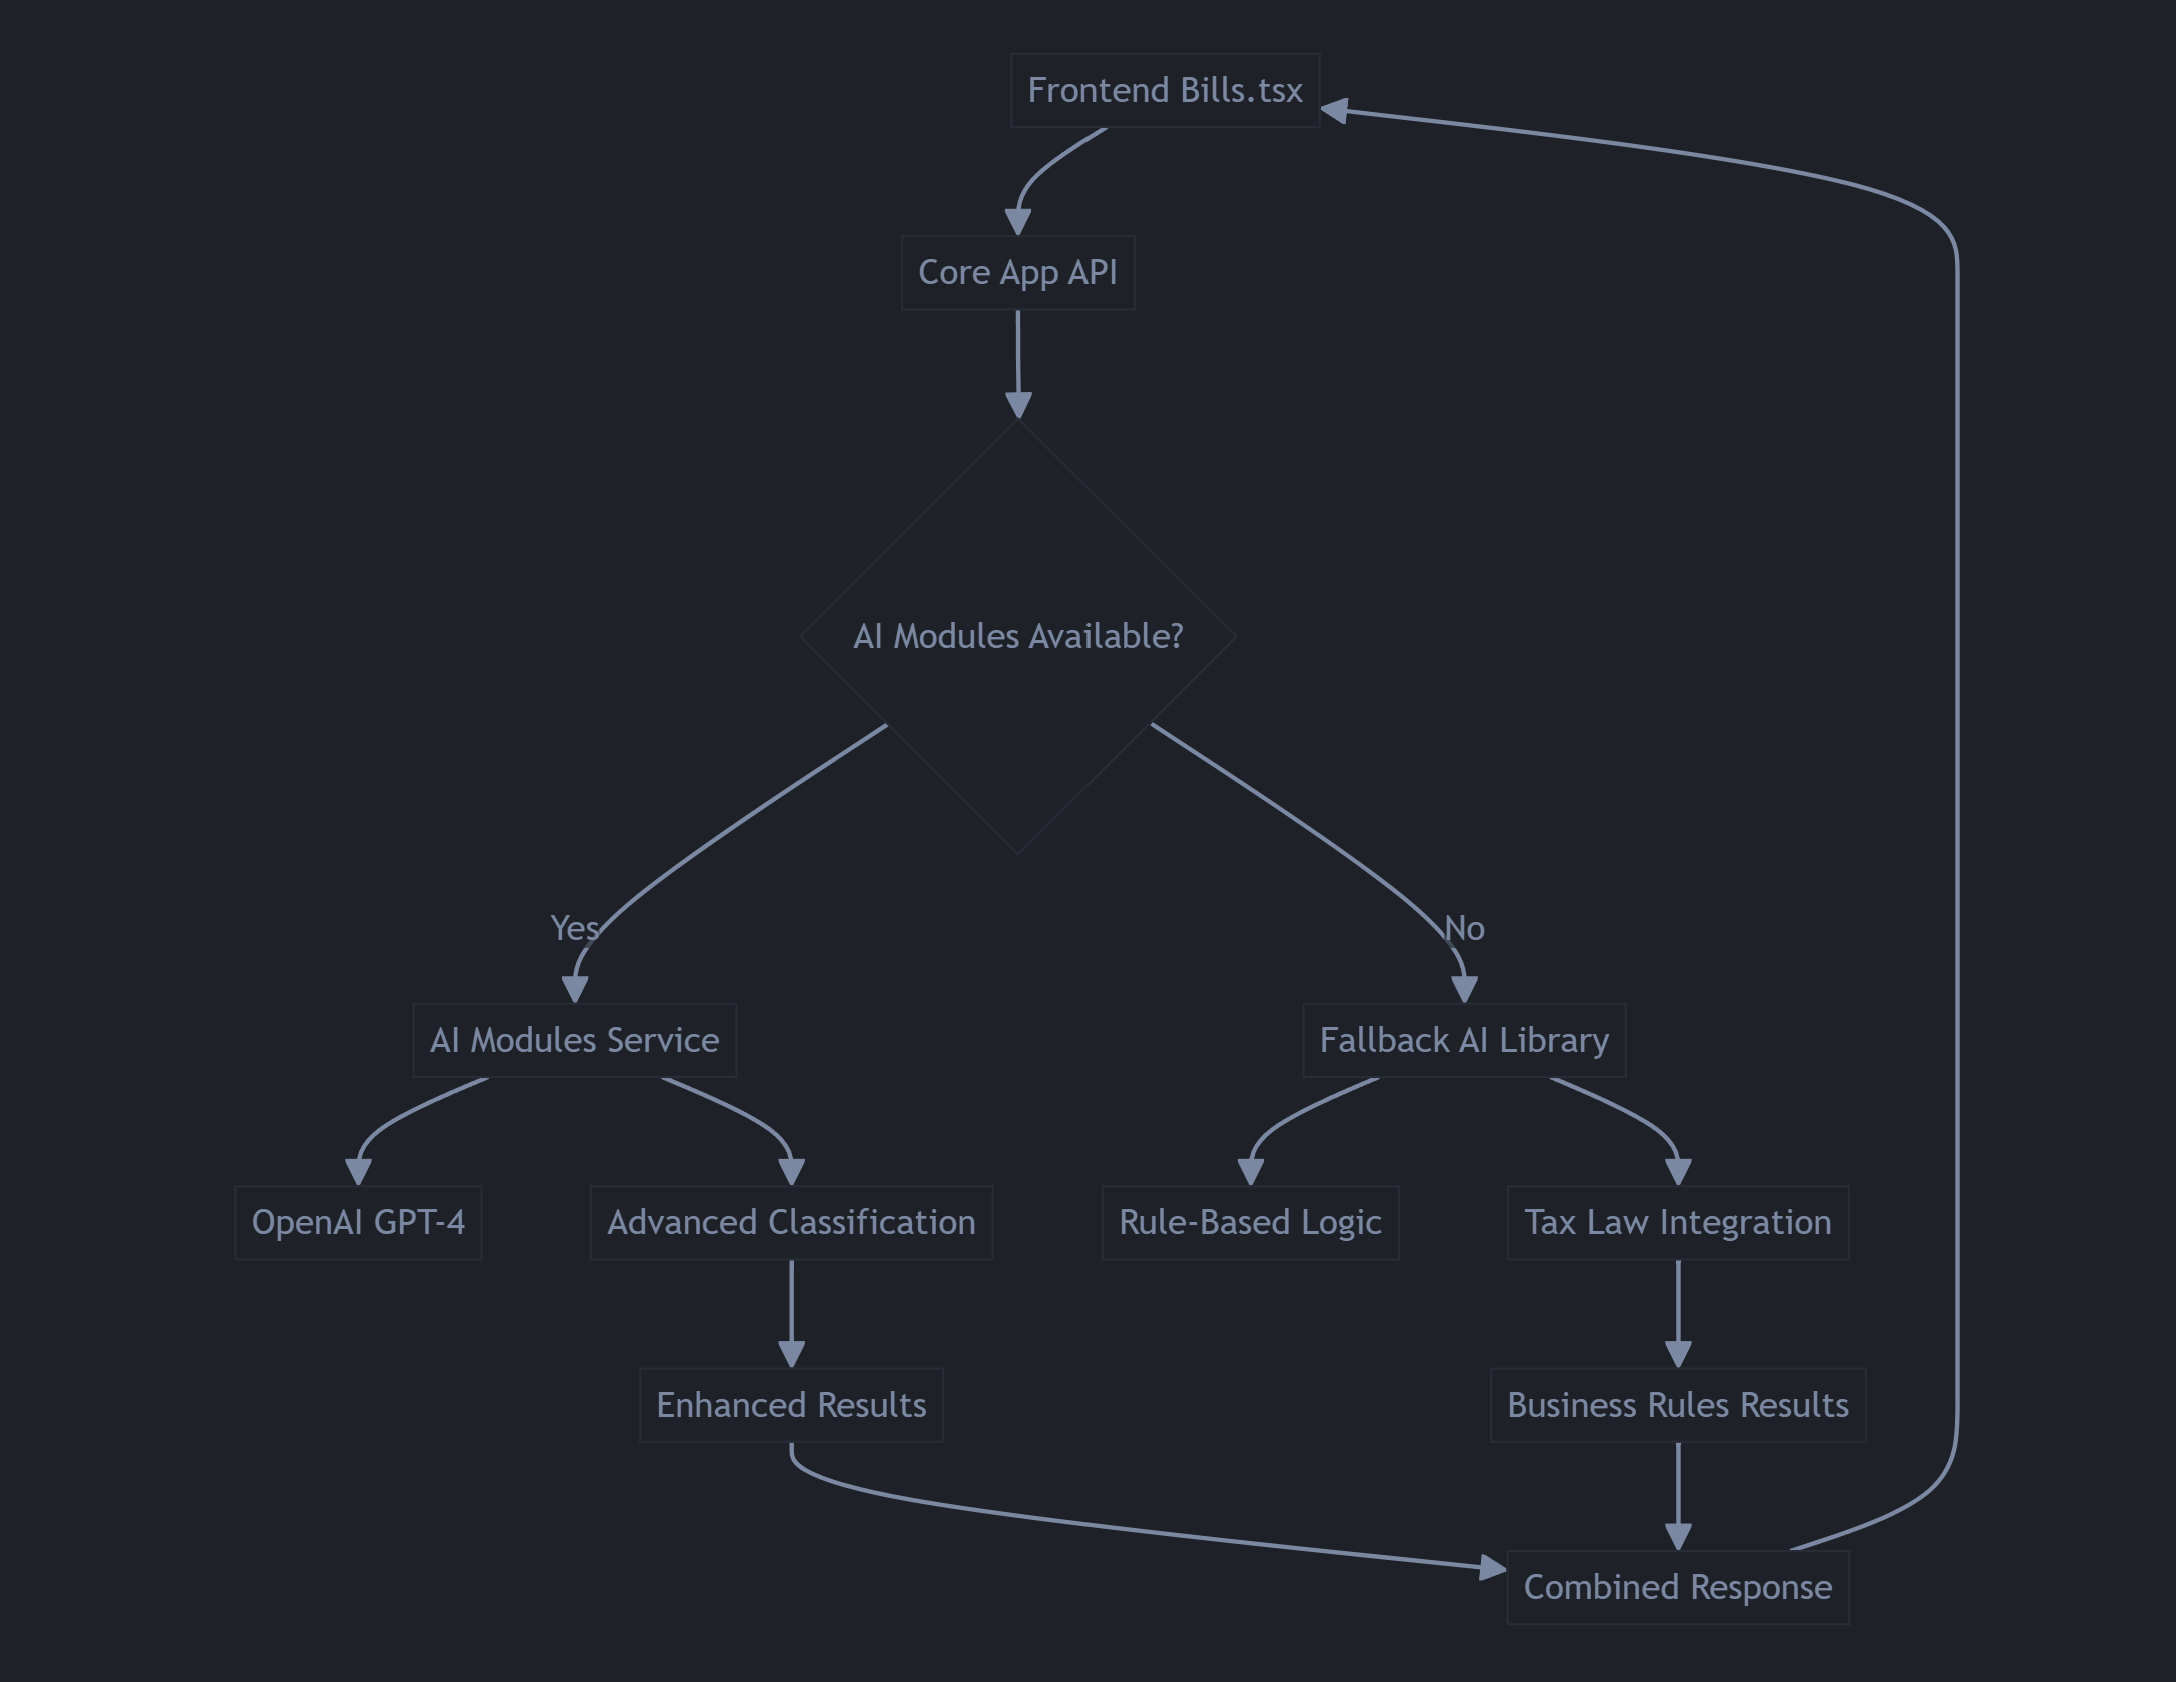 Frontend Bills.tsx
Core App API
AI Modules Available?
Yes
No
AI Modules Service
Fallback AI Library
OpenAI GPT-4
Advanced Classification
Rule-Based Logic
Tax Law Integration
Enhanced Results
Business Rules Results
Combined Response